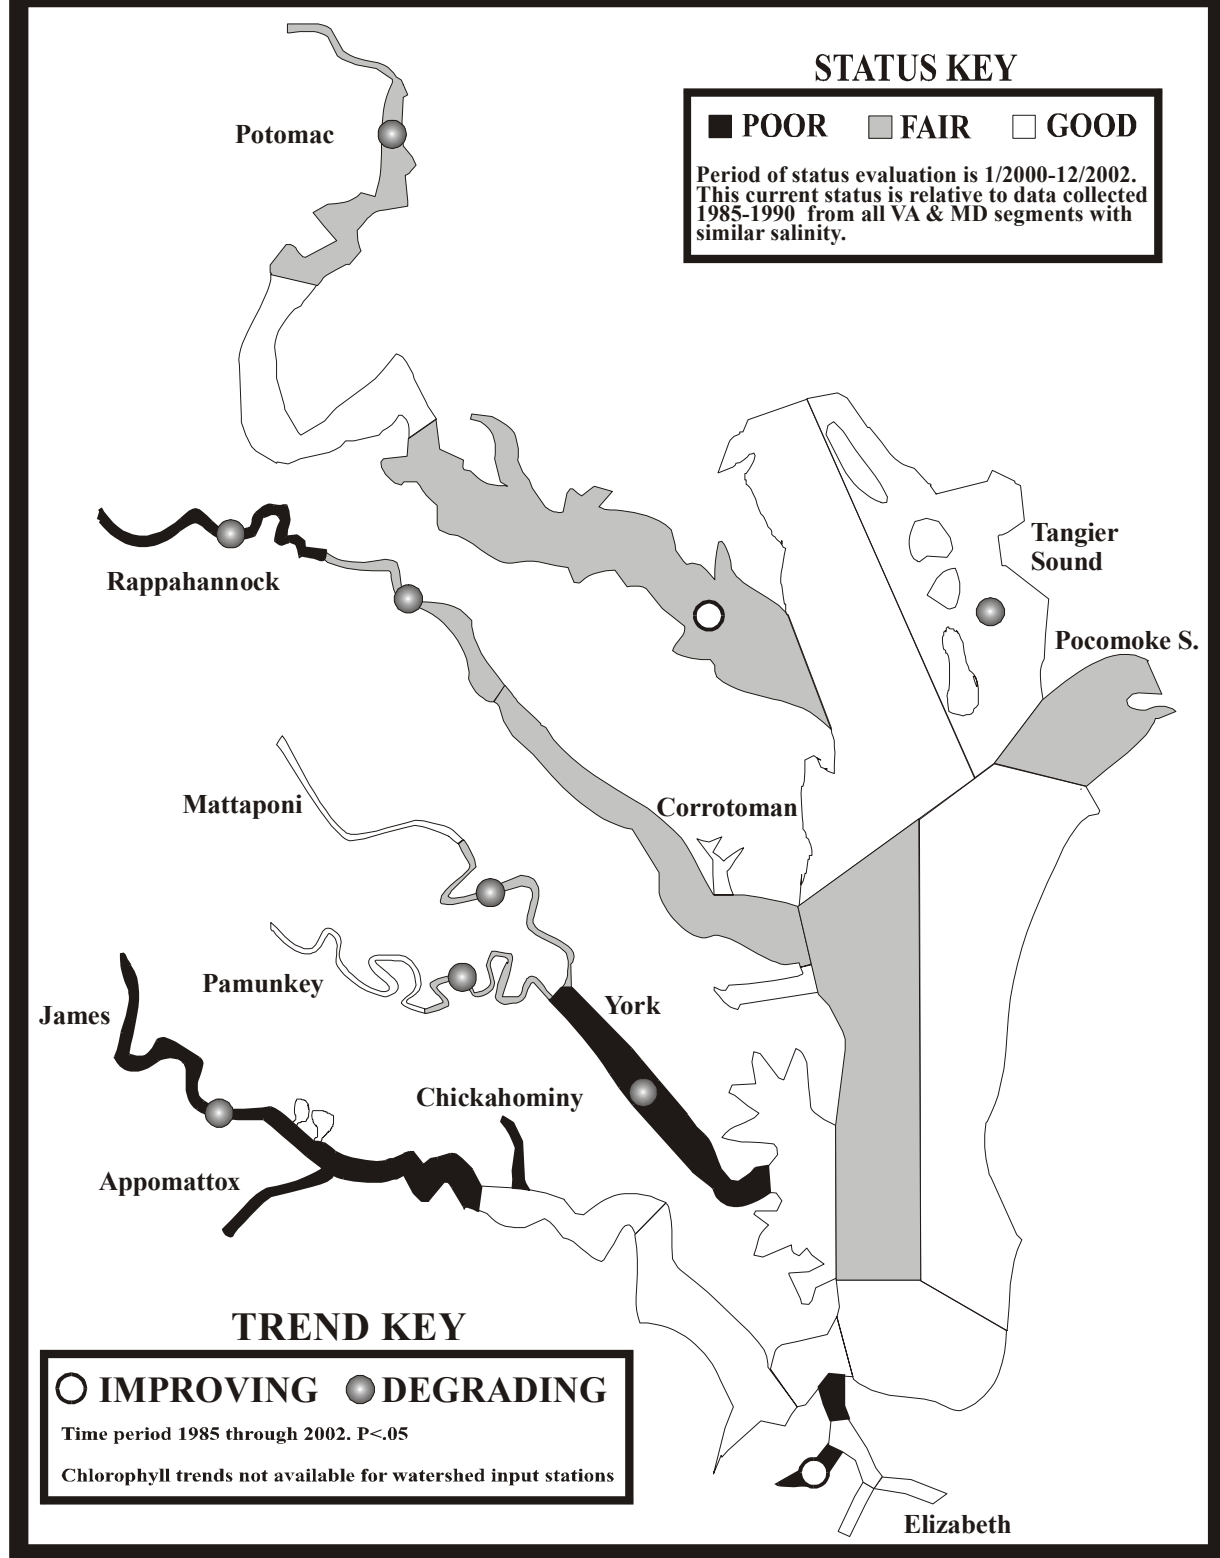 STATUS KEY
POOR FAIR GOOD
Period of status evaluation is 1/2000-12/2002.
This current status is relative to data collected
1985-1990 from all VA & MD segments with
similar salinity.
Potomac
Rappahannock
Tangier
Sound
Pocomoke S.
Mattaponi
Corrotoman
Pamunkey
York
James
Chickahominy
Appomattox
TREND KEY
IMPROVING DEGRADING
Time period 1985 through 2002. P<.05
Chlorophyll trends not available for watershed input stations
Elizabeth